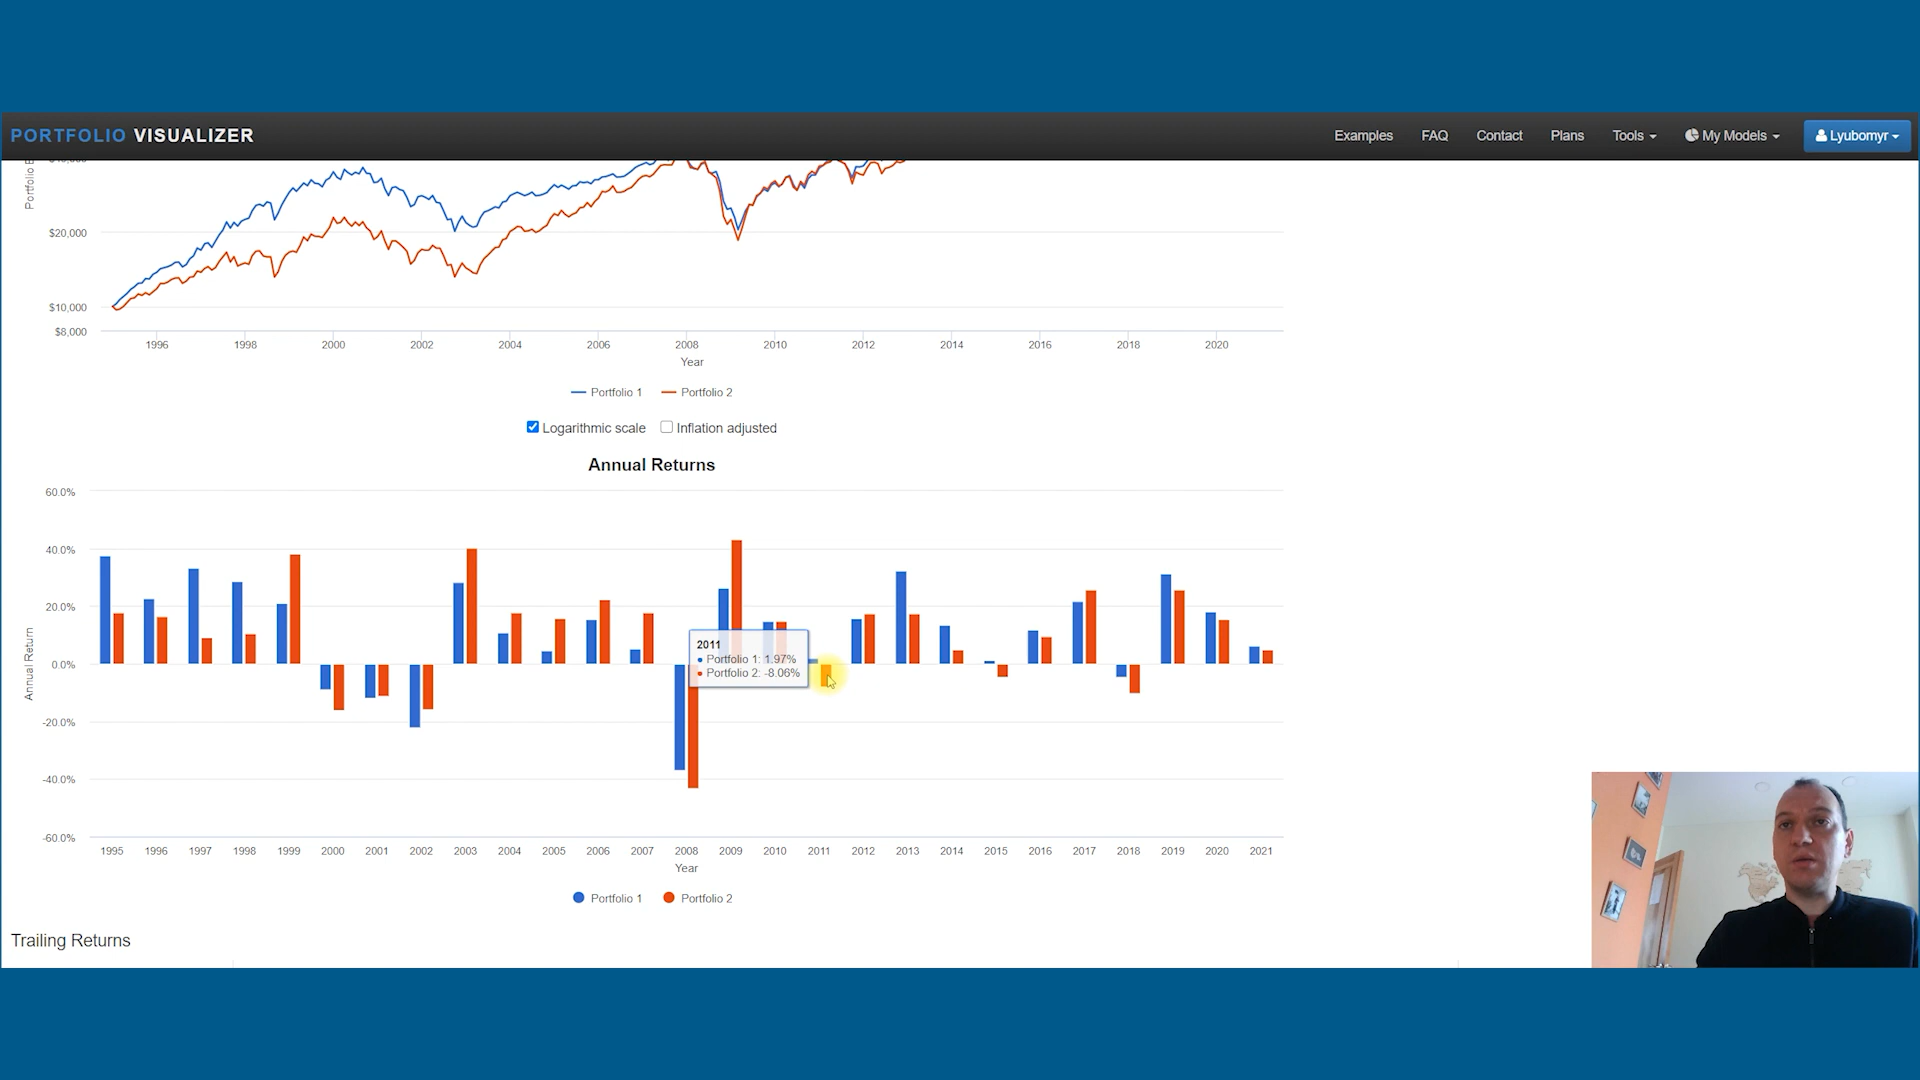 PORTFOLIO VISUALIZER
Examples FAQ Contact Plans Tools My Models Lyubomyr
$20,000
$10,000
$8,000
1996 1998 2000 2002 2004 2006 2008 2010 2012 2014 2016 2018 2020
Year
Portfolio 1 Portfolio 2
Logarithmic scale Inflation adjusted
Annual Returns
Annual Return
60.0%
40.0%
20.0%
0.0%
-20.0%
-40.0%
-60.0%
2011
Portfolio 1: 1.97%
Portfolio 2: -8.06%
1995 1996 1997 1998 1999 2000 2001 2002 2003 2004 2005 2006 2007 2008 2009 2010 2011 2012 2013 2014 2015 2016 2017 2018 2019 2020 2021
Year
Portfolio 1 Portfolio 2
Trailing Returns